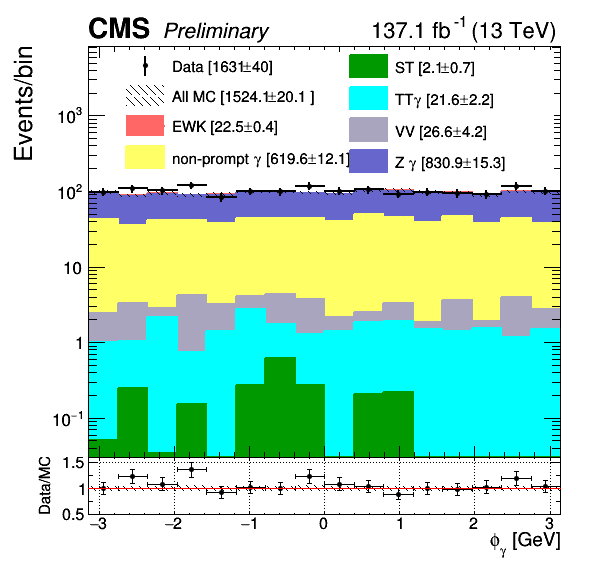 CMS Preliminary 137.1 fb⁻¹ (13 TeV)
Events/bin
Data [1631±40]
All MC [1524.1±20.1 ]
EWK [22.5±0.4]
non-prompt γ [619.6±12.1]
ST [2.1±0.7]
TTγ [21.6±2.2]
VV [26.6±4.2]
Z γ [830.9±15.3]
10³
10²
10
1
10⁻¹
Data/MC
1.5
1
0.5
−3 −2 −1 0 1 2 3
ϕγ [GeV]